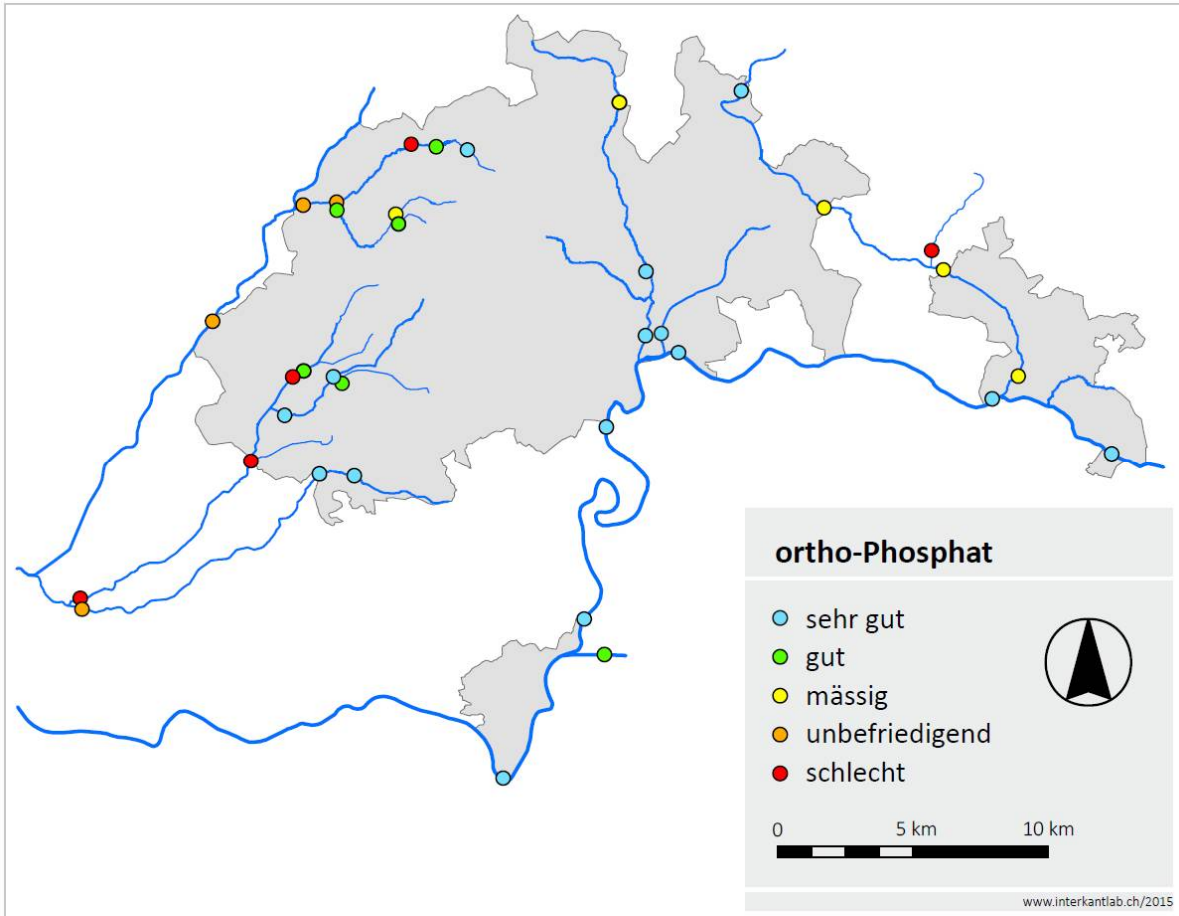 ortho-Phosphat
sehr gut
gut
mässig
unbefriedigend
schlecht
0 5 km 10 km
www.interkantlab.ch/2015